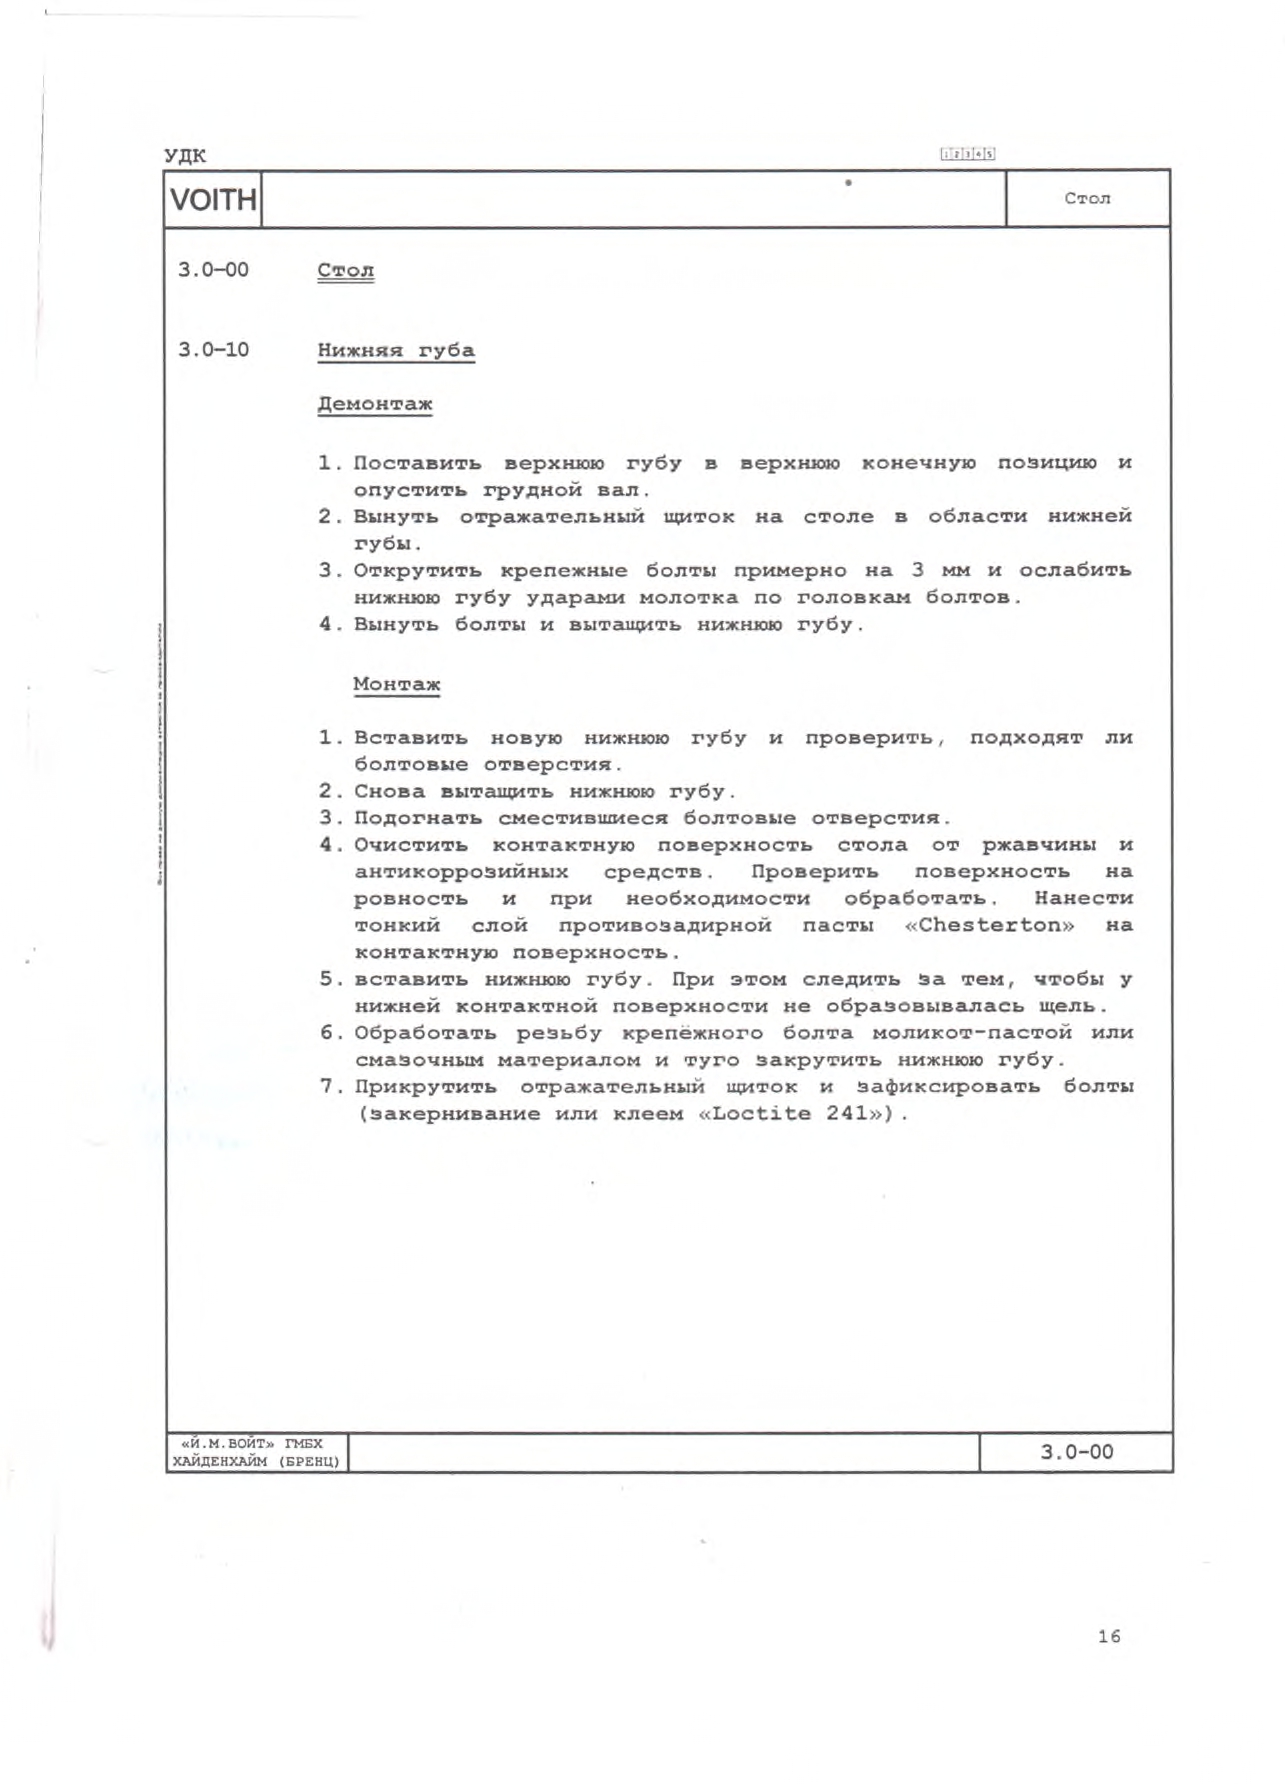 УДК
1 2 3 4 5
VOITH
Стол
3.0-00 Стол
3.0-10 Нижняя губа
Демонтаж
1. Поставить верхнюю губу в верхнюю конечную позицию и
опустить грудной вал.
2. Вынуть отражательный щиток на столе в области нижней
губы.
3. Открутить крепежные болты примерно на 3 мм и ослабить
нижнюю губу ударами молотка по головкам болтов.
4. Вынуть болты и вытащить нижнюю губу.
Монтаж
1. Вставить новую нижнюю губу и проверить, подходят ли
болтовые отверстия.
2. Снова вытащить нижнюю губу.
3. Подогнать сместившиеся болтовые отверстия.
4. Очистить контактную поверхность стола от ржавчины и
антикоррозийных средств. Проверить поверхность на
ровность и при необходимости обработать. Нанести
тонкий слой противозадирной пасты «Chesterton» на
контактную поверхность.
5. вставить нижнюю губу. При этом следить за тем, чтобы у
нижней контактной поверхности не образовывалась щель.
6. Обработать резьбу крепёжного болта моликот-пастой или
смазочным материалом и туго закрутить нижнюю губу.
7. Прикрутить отражательный щиток и зафиксировать болты
(закернивание или клеем «Loctite 241»).
«Й.М.ВОЙТ» ГМБХ
ХАЙДЕНХАЙМ (БРЕНЦ)
3.0-00
16